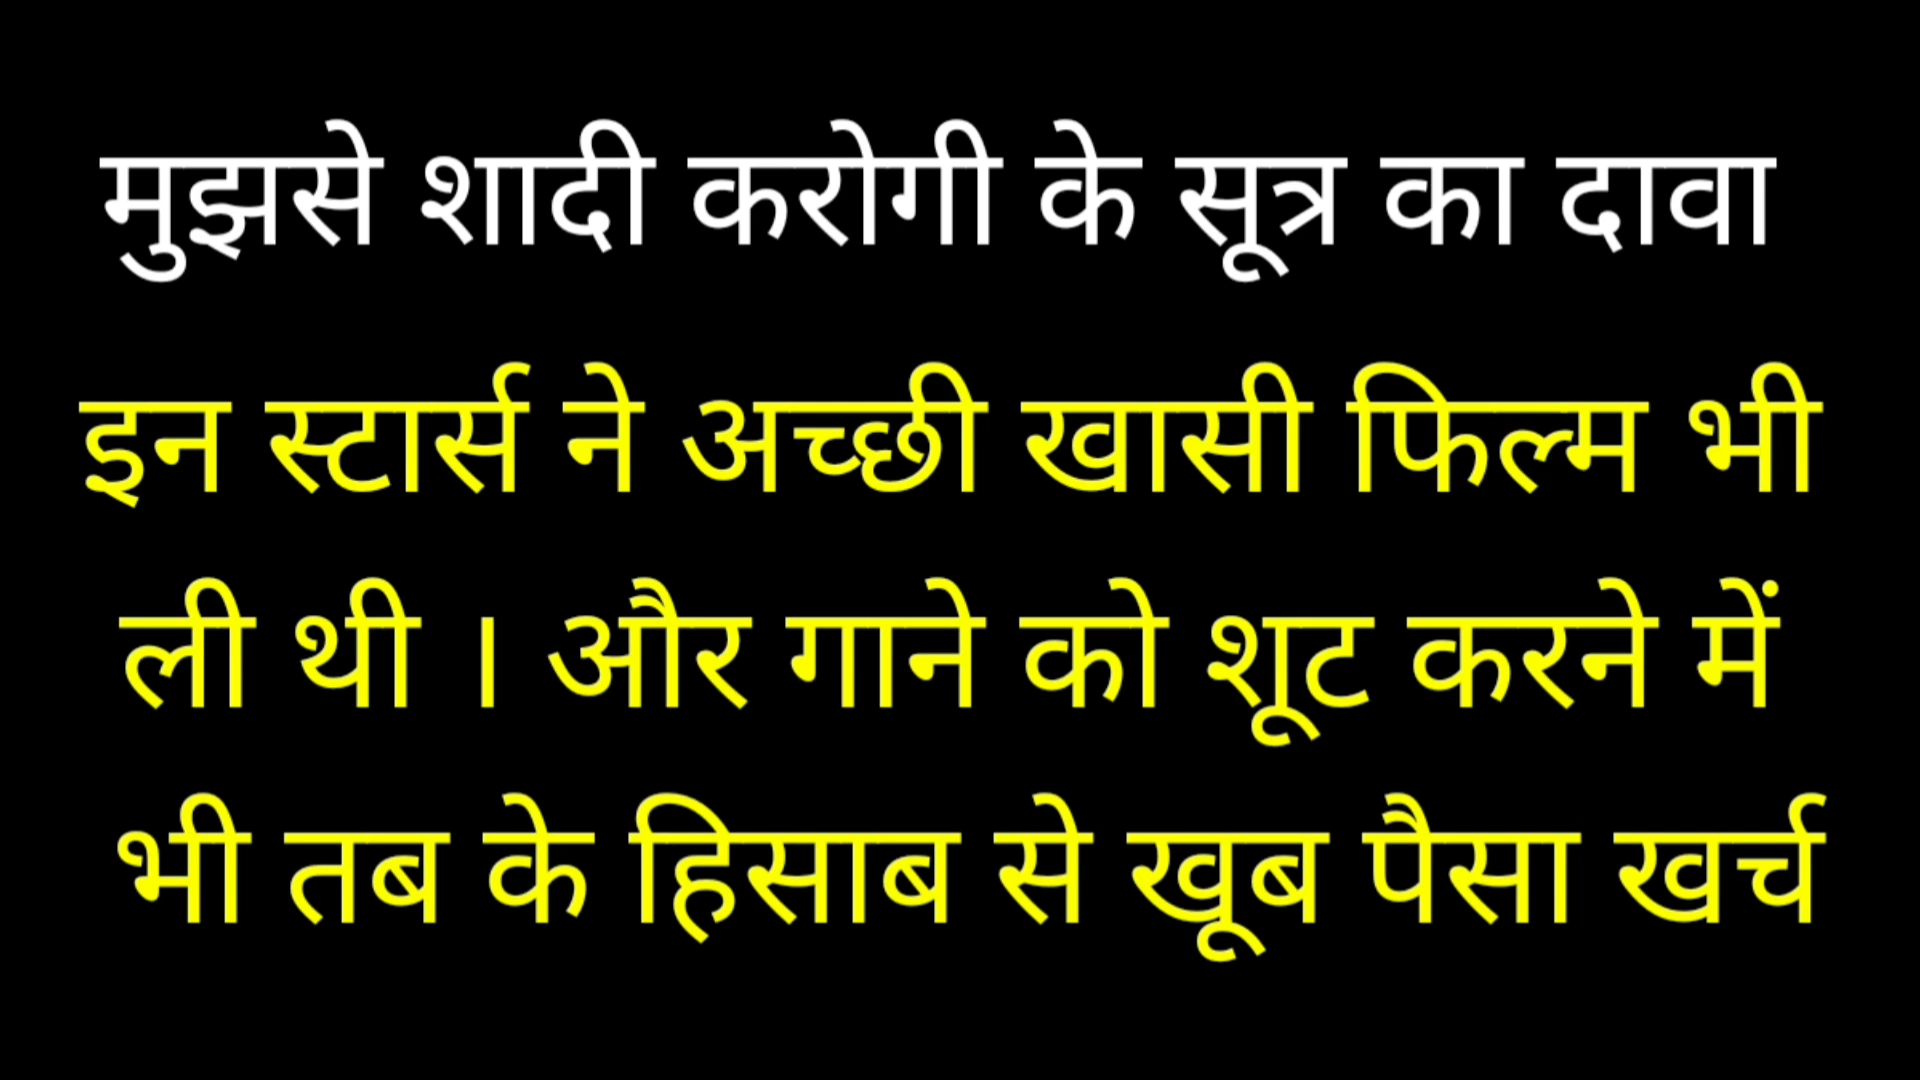 मुझसे शादी करोगी के सूत्र का दावा
इन स्टार्स ने अच्छी खासी फिल्म भी
ली थी । और गाने को शूट करने में
भी तब के हिसाब से खूब पैसा खर्च